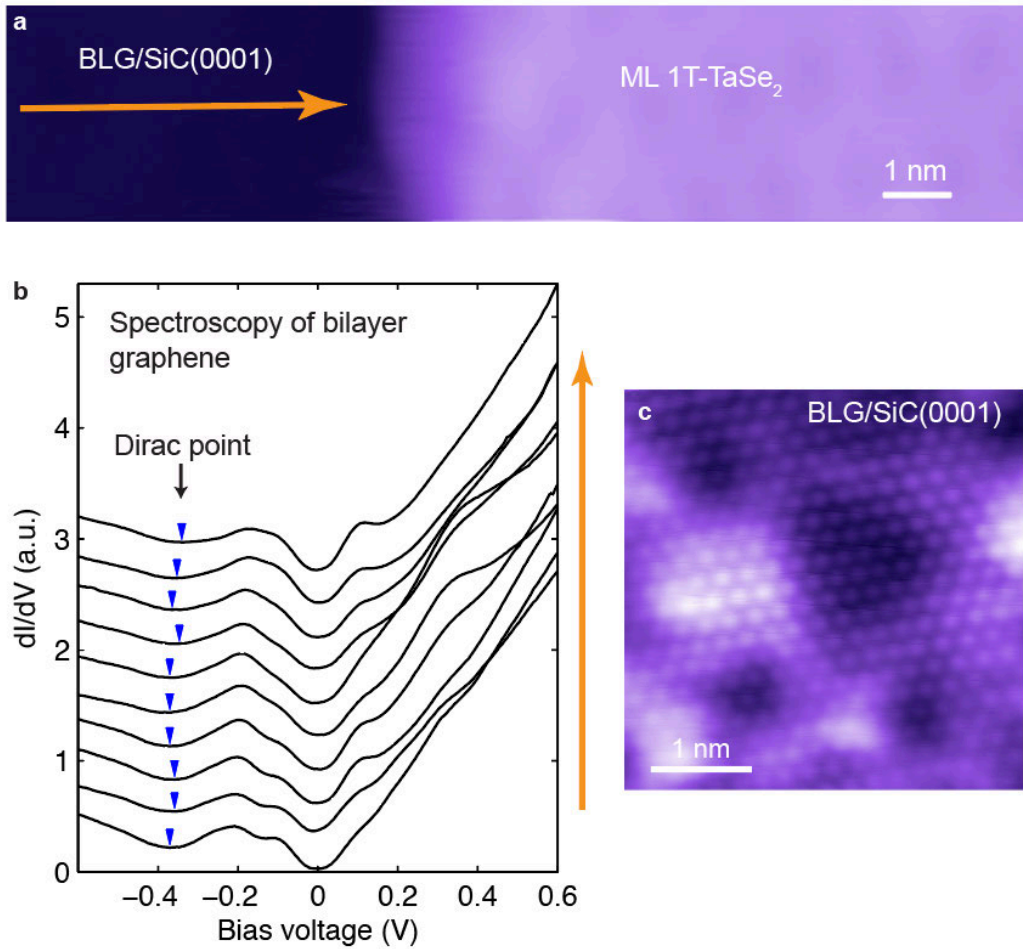 a
BLG/SiC(0001)
ML 1T-TaSe₂
1 nm
b
Spectroscopy of bilayer
graphene
Dirac point
dI/dV (a.u.)
5
4
3
2
1
0
−0.4
−0.2
0
0.2
0.4
0.6
Bias voltage (V)
c
BLG/SiC(0001)
1 nm